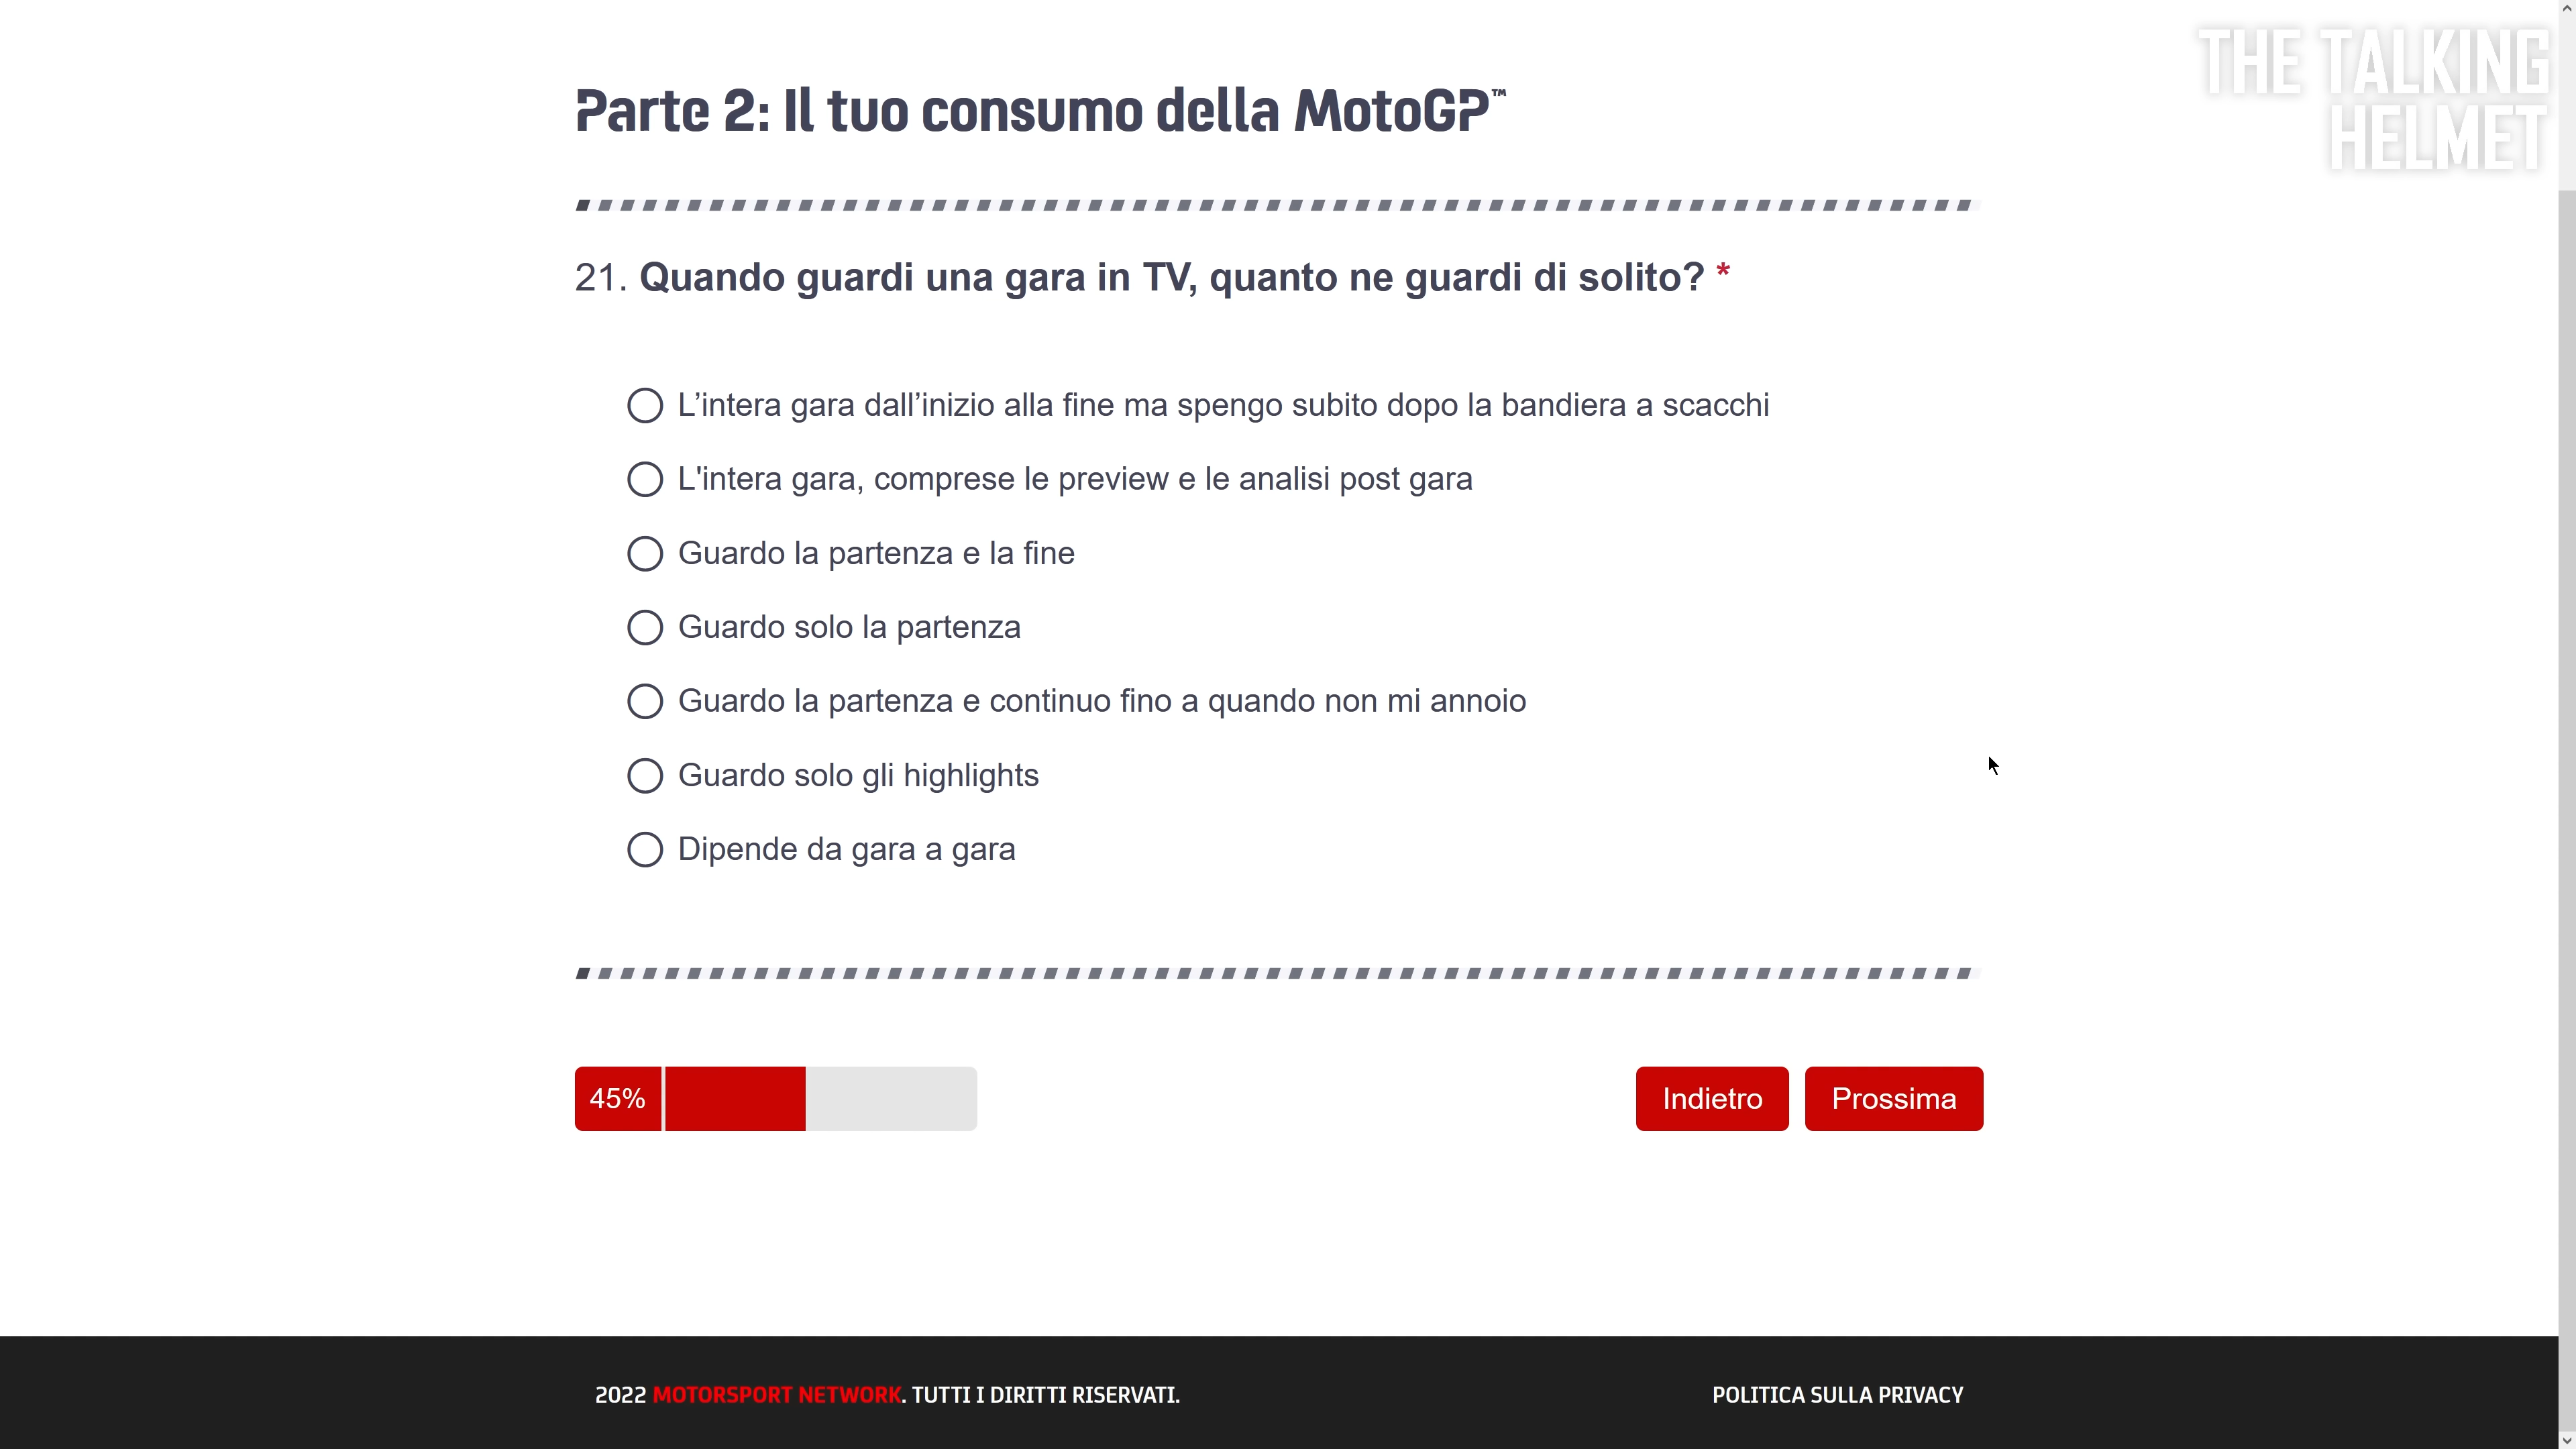 THE TALKING
HELMET
Parte 2: Il tuo consumo della MotoGP™
21. Quando guardi una gara in TV, quanto ne guardi di solito? *
L’intera gara dall’inizio alla fine ma spengo subito dopo la bandiera a scacchi
L'intera gara, comprese le preview e le analisi post gara
Guardo la partenza e la fine
Guardo solo la partenza
Guardo la partenza e continuo fino a quando non mi annoio
Guardo solo gli highlights
Dipende da gara a gara
45%
Indietro
Prossima
2022 MOTORSPORT NETWORK. TUTTI I DIRITTI RISERVATI.
POLITICA SULLA PRIVACY